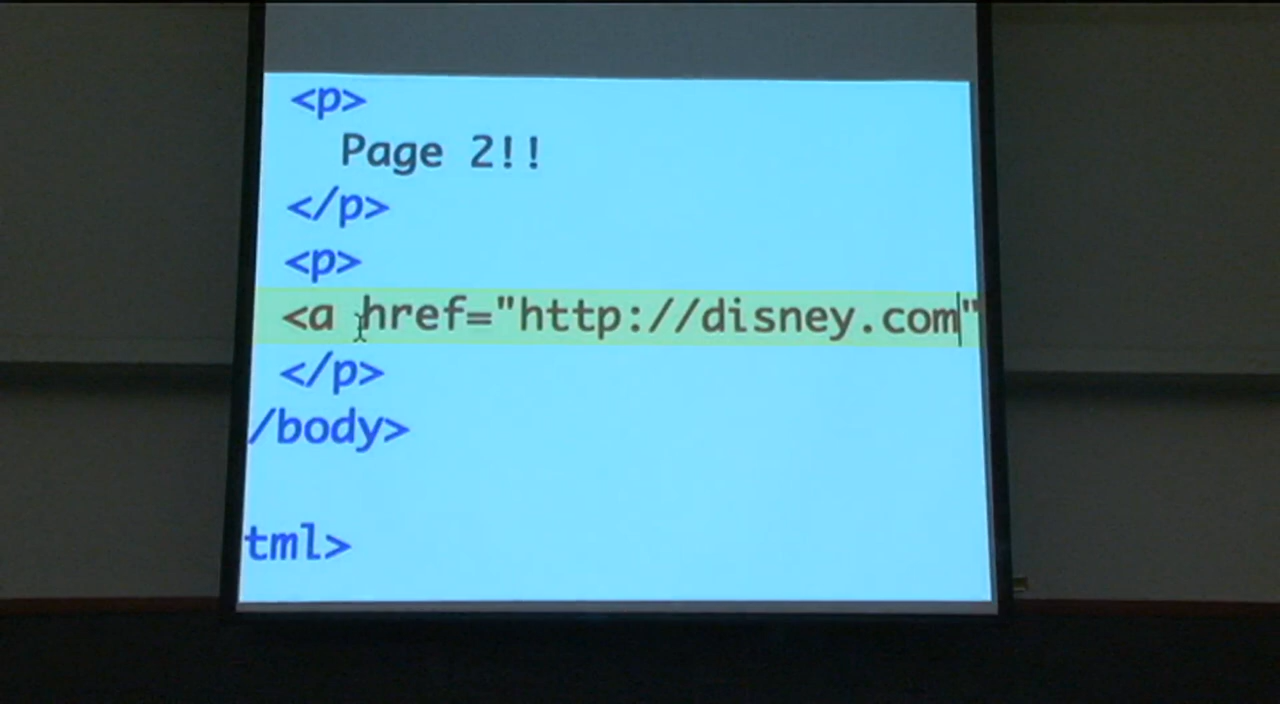 <p>
Page 2!!
</p>
<p>
<a href="http://disney.com"
</p>
/body>
tml>